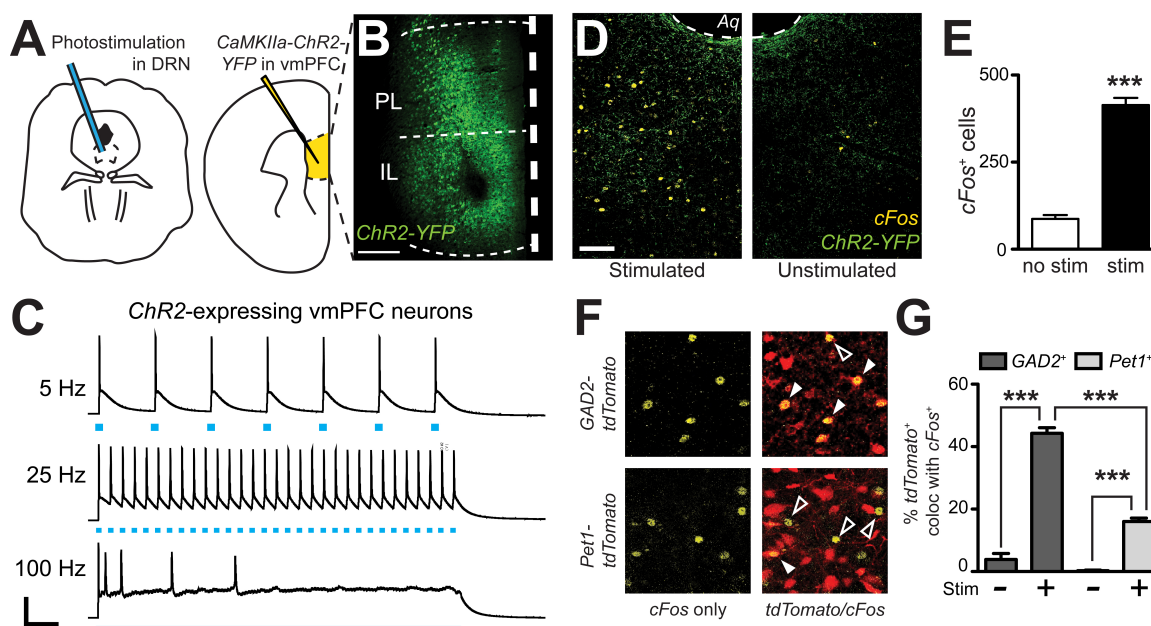 A
Photostimulation
in DRN
CaMKIIa-ChR2-
YFP in vmPFC
B
PL
IL
ChR2-YFP
D
Aq
cFos
ChR2-YFP
Stimulated
Unstimulated
E
cFos+ cells
500
250
0
***
no stim
stim
C
ChR2-expressing vmPFC neurons
5 Hz
25 Hz
100 Hz
F
GAD2-
tdTomato
Pet1-
tdTomato
cFos only
tdTomato/cFos
G
GAD2+
Pet1+
% tdTomato+
coloc with cFos+
60
40
20
0
***
***
***
Stim - + - +